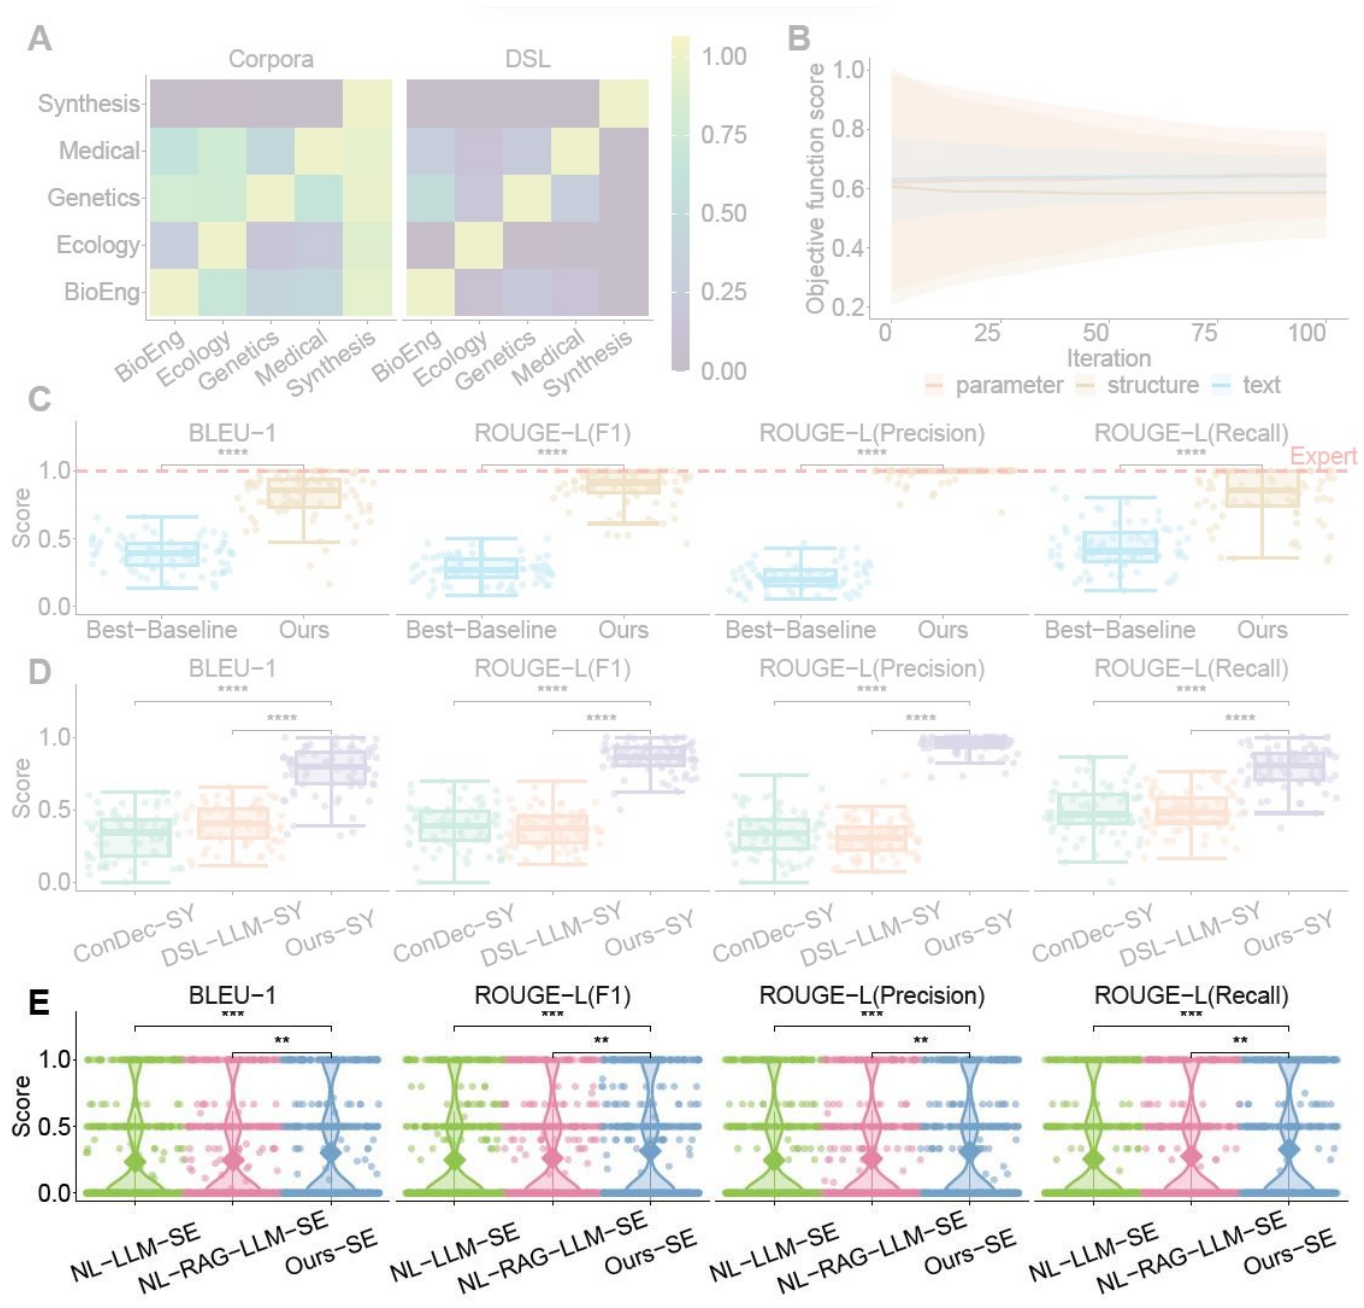 A
B
Corpora
DSL
Synthesis
Medical
Genetics
Ecology
BioEng
BioEng
Ecology
Genetics
Medical
Synthesis
BioEng
Ecology
Genetics
Medical
Synthesis
1.00
0.75
0.50
0.25
0.00
Objective function score
1.0
0.8
0.6
0.4
0.2
0 25 50 75 100
Iteration
parameter structure text
C
BLEU−1 ROUGE−L(F1) ROUGE−L(Precision) ROUGE−L(Recall)
**** **** **** ****
Expert
Score
1.0
0.5
0.0
Best−Baseline Ours Best−Baseline Ours Best−Baseline Ours Best−Baseline Ours
D
BLEU−1 ROUGE−L(F1) ROUGE−L(Precision) ROUGE−L(Recall)
**** **** **** ****
**** **** **** ****
Score
1.0
0.5
0.0
ConDec−SY DSL−LLM−SY Ours−SY ConDec−SY DSL−LLM−SY Ours−SY ConDec−SY DSL−LLM−SY Ours−SY ConDec−SY DSL−LLM−SY Ours−SY
E
BLEU−1 ROUGE−L(F1) ROUGE−L(Precision) ROUGE−L(Recall)
*** *** *** ***
** ** ** **
Score
1.0
0.5
0.0
NL−LLM−SE NL−RAG−LLM−SE Ours−SE NL−LLM−SE NL−RAG−LLM−SE Ours−SE NL−LLM−SE NL−RAG−LLM−SE Ours−SE NL−LLM−SE NL−RAG−LLM−SE Ours−SE